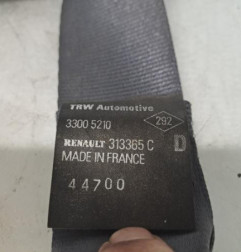 TRW Automotive
3300 5210
292
RENAULT 313365 C
D
MADE IN FRANCE
44700